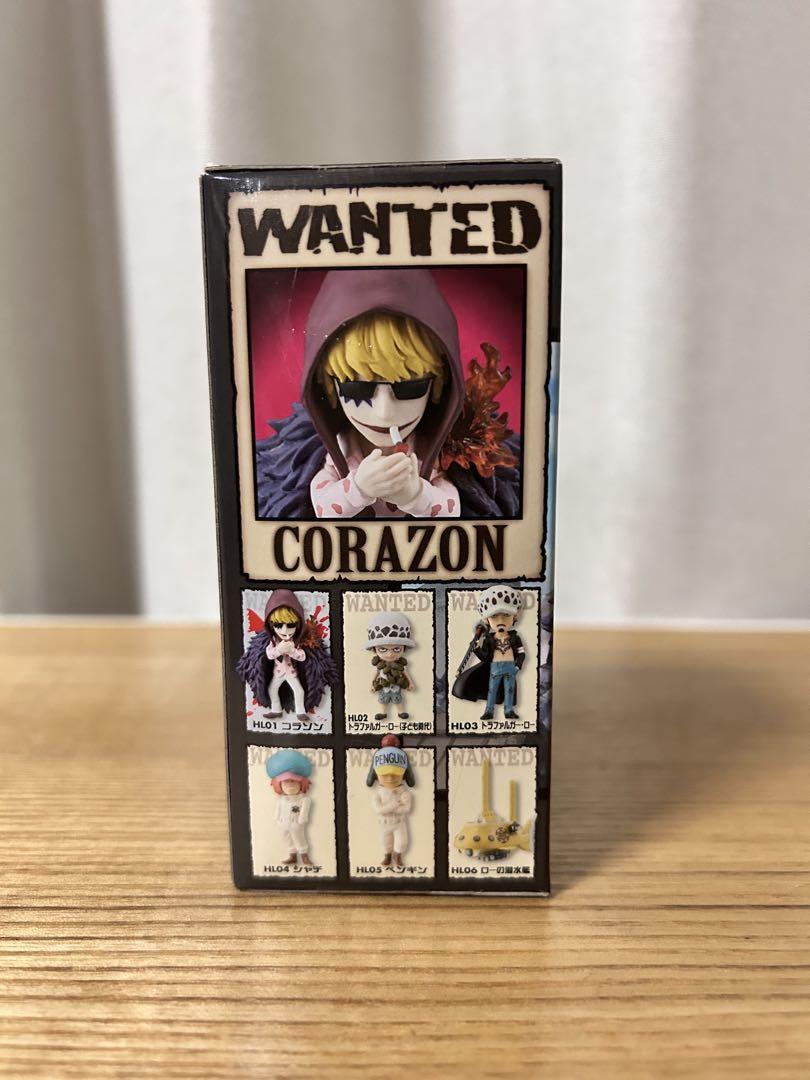 WANTED
CORAZON
WANTED
HL01 コラソン
WANTED
HL02
トラファルガー・ロー(子ども時代)
WANTED
HL03 トラファルガー・ロー
WANTED
HL04 シャチ
WANTED
PENGUIN
HL05 ペンギン
WANTED
HL06 ローの潜水艦